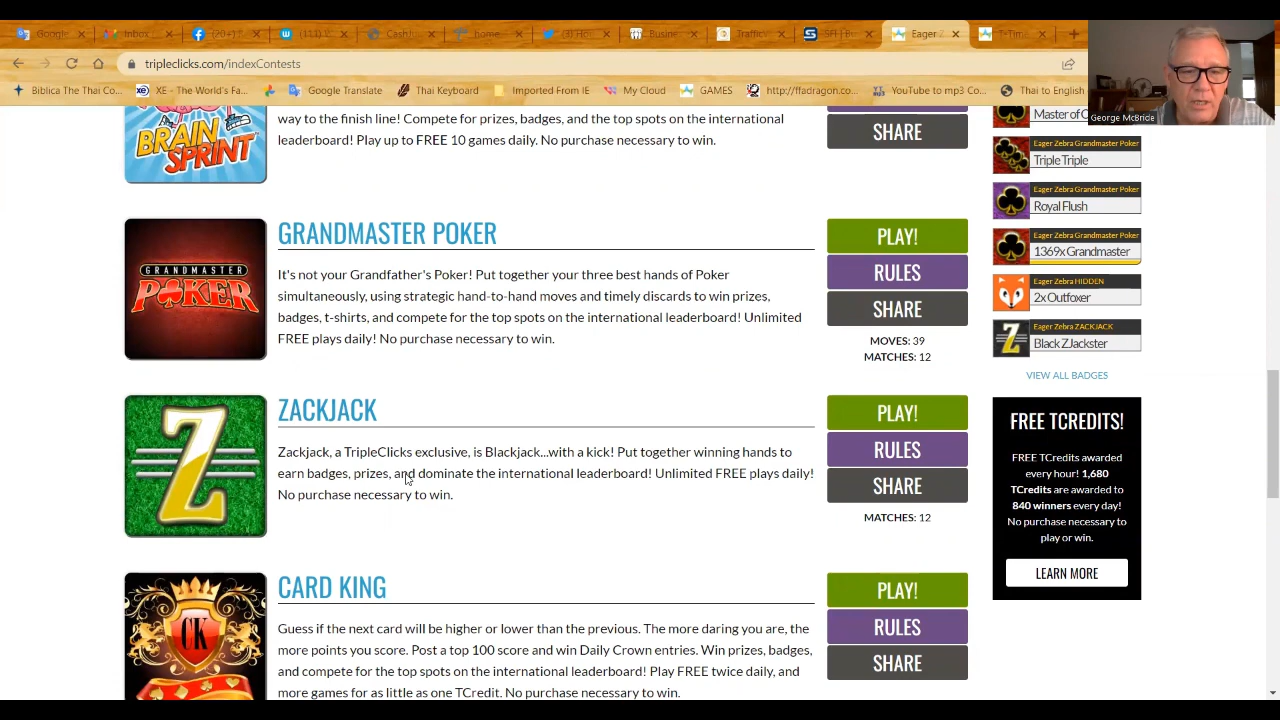 Google
Inbox
(20+)
(111)
Cashi
home
(3) Ho
Busine
Traffic
SFI | B
Eager Z
T-Time
tripleclicks.com/indexContests
Biblica The Thai Co...
XE - The World's Fa...
Google Translate
Thai Keyboard
Imported From IE
My Cloud
GAMES
http://ffadragon.co...
YouTube to mp3 Co...
Thai to English
George McBride
BRAIN
SPRINT
way to the finish line! Compete for prizes, badges, and the top spots on the international
leaderboard! Play up to FREE 10 games daily. No purchase necessary to win.
SHARE
GRANDMASTER
POKER
GRANDMASTER POKER
It's not your Grandfather's Poker! Put together your three best hands of Poker
simultaneously, using strategic hand-to-hand moves and timely discards to win prizes,
badges, t-shirts, and compete for the top spots on the international leaderboard! Unlimited
FREE plays daily! No purchase necessary to win.
PLAY!
RULES
SHARE
MOVES: 39
MATCHES: 12
Z
ZACKJACK
Zackjack, a TripleClicks exclusive, is Blackjack...with a kick! Put together winning hands to
earn badges, prizes, and dominate the international leaderboard! Unlimited FREE plays daily!
No purchase necessary to win.
PLAY!
RULES
SHARE
MATCHES: 12
CK
CARD KING
Guess if the next card will be higher or lower than the previous. The more daring you are, the
more points you score. Post a top 100 score and win Daily Crown entries. Win prizes, badges,
and compete for the top spots on the international leaderboard! Play FREE twice daily, and
more games for as little as one TCredit. No purchase necessary to win.
PLAY!
RULES
SHARE
Master of
Eager Zebra Grandmaster Poker
Triple Triple
Eager Zebra Grandmaster Poker
Royal Flush
Eager Zebra Grandmaster Poker
1369x Grandmaster
Eager Zebra HIDDEN
2x Outfoxer
Z
Eager Zebra ZACKJACK
Black ZJackster
VIEW ALL BADGES
FREE TCREDITS!
FREE TCredits awarded
every hour! 1,680
TCredits are awarded to
840 winners every day!
No purchase necessary to
play or win.
LEARN MORE